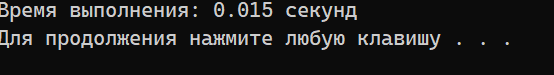 Время выполнения: 0.015 секунд
Для продолжения нажмите любую клавишу . . .